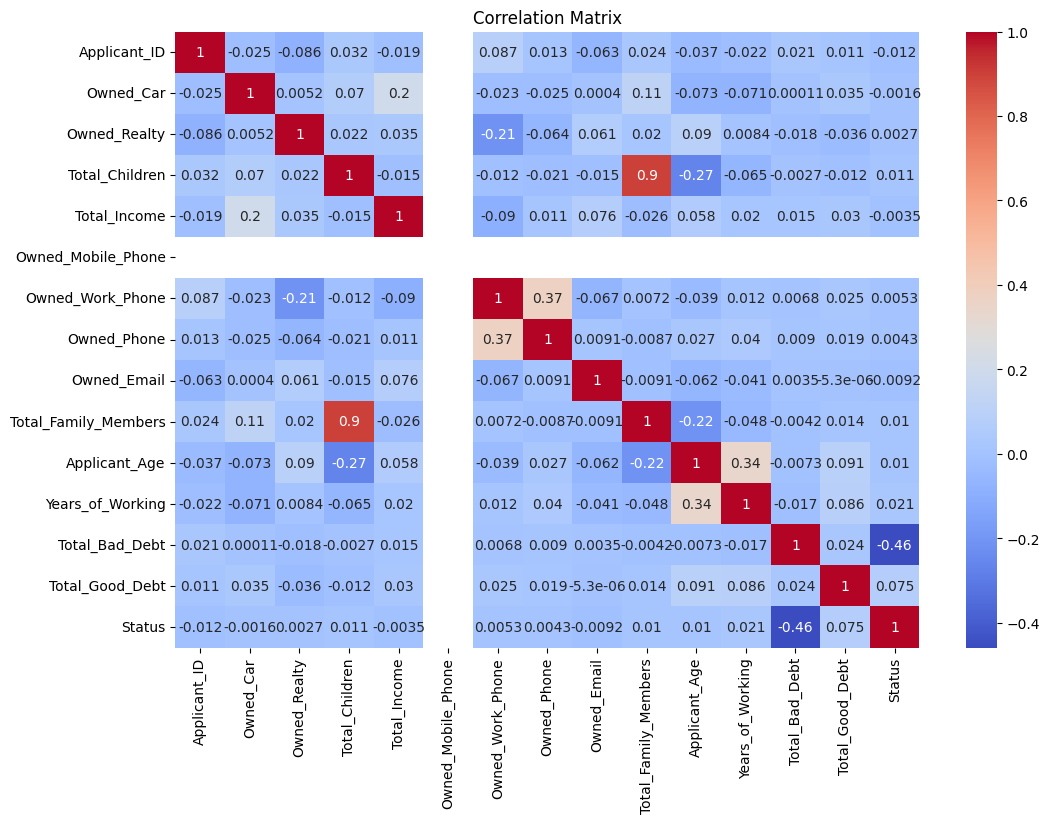 Correlation Matrix
Applicant_ID 1 -0.025 -0.086 0.032 -0.019 0.087 0.013 -0.063 0.024 -0.037 -0.022 0.021 0.011 -0.012
Owned_Car -0.025 1 0.0052 0.07 0.2 -0.023 -0.025 0.0004 0.11 -0.073 -0.071 0.00011 0.035 -0.0016
Owned_Realty -0.086 0.0052 1 0.022 0.035 -0.21 -0.064 0.061 0.02 0.09 0.0084 -0.018 -0.036 0.0027
Total_Children 0.032 0.07 0.022 1 -0.015 -0.012 -0.021 -0.015 0.9 -0.27 -0.065 -0.0027 -0.012 0.011
Total_Income -0.019 0.2 0.035 -0.015 1 -0.09 0.011 0.076 -0.026 0.058 0.02 0.015 0.03 -0.0035
Owned_Mobile_Phone
Owned_Work_Phone 0.087 -0.023 -0.21 -0.012 -0.09 1 0.37 -0.067 0.0072 -0.039 0.012 0.0068 0.025 0.0053
Owned_Phone 0.013 -0.025 -0.064 -0.021 0.011 0.37 1 0.0091 -0.0087 0.027 0.04 0.009 0.019 0.0043
Owned_Email -0.063 0.0004 0.061 -0.015 0.076 -0.067 0.0091 1 -0.0091 -0.062 -0.041 0.0035 -5.3e-06 -0.0092
Total_Family_Members 0.024 0.11 0.02 0.9 -0.026 0.0072 -0.0087 -0.0091 1 -0.22 -0.048 -0.0042 0.014 0.01
Applicant_Age -0.037 -0.073 0.09 -0.27 0.058 -0.039 0.027 -0.062 -0.22 1 0.34 -0.0073 0.091 0.01
Years_of_Working -0.022 -0.071 0.0084 -0.065 0.02 0.012 0.04 -0.041 -0.048 0.34 1 -0.017 0.086 0.021
Total_Bad_Debt 0.021 0.00011 -0.018 -0.0027 0.015 0.0068 0.009 0.0035 -0.0042 -0.0073 -0.017 1 0.024 -0.46
Total_Good_Debt 0.011 0.035 -0.036 -0.012 0.03 0.025 0.019 -5.3e-06 0.014 0.091 0.086 0.024 1 0.075
Status -0.012 -0.0016 0.0027 0.011 -0.0035 0.0053 0.0043 -0.0092 0.01 0.01 0.021 -0.46 0.075 1
Applicant_ID
Owned_Car
Owned_Realty
Total_Children
Total_Income
Owned_Mobile_Phone
Owned_Work_Phone
Owned_Phone
Owned_Email
Total_Family_Members
Applicant_Age
Years_of_Working
Total_Bad_Debt
Total_Good_Debt
Status
1.0
0.8
0.6
0.4
0.2
0.0
−0.2
−0.4